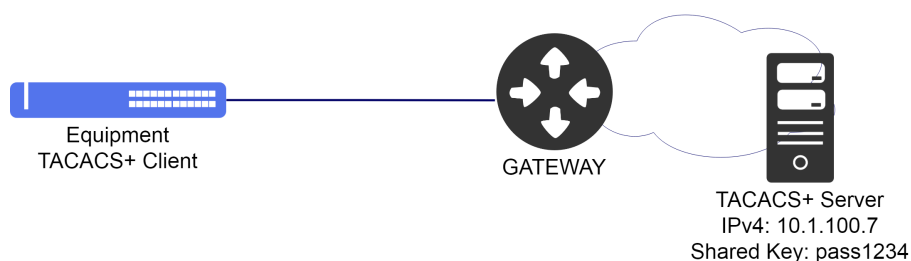 Equipment
TACACS+ Client
GATEWAY
TACACS+ Server
IPv4: 10.1.100.7
Shared Key: pass1234